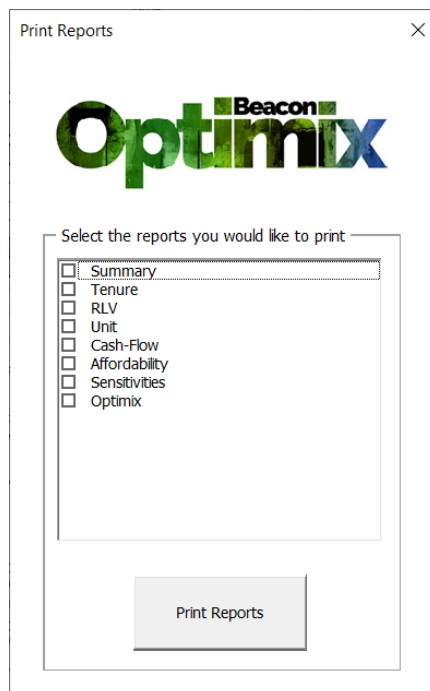 Print Reports
Beacon
Optimix
Select the reports you would like to print
Summary
Tenure
RLV
Unit
Cash-Flow
Affordability
Sensitivities
Optimix
Print Reports